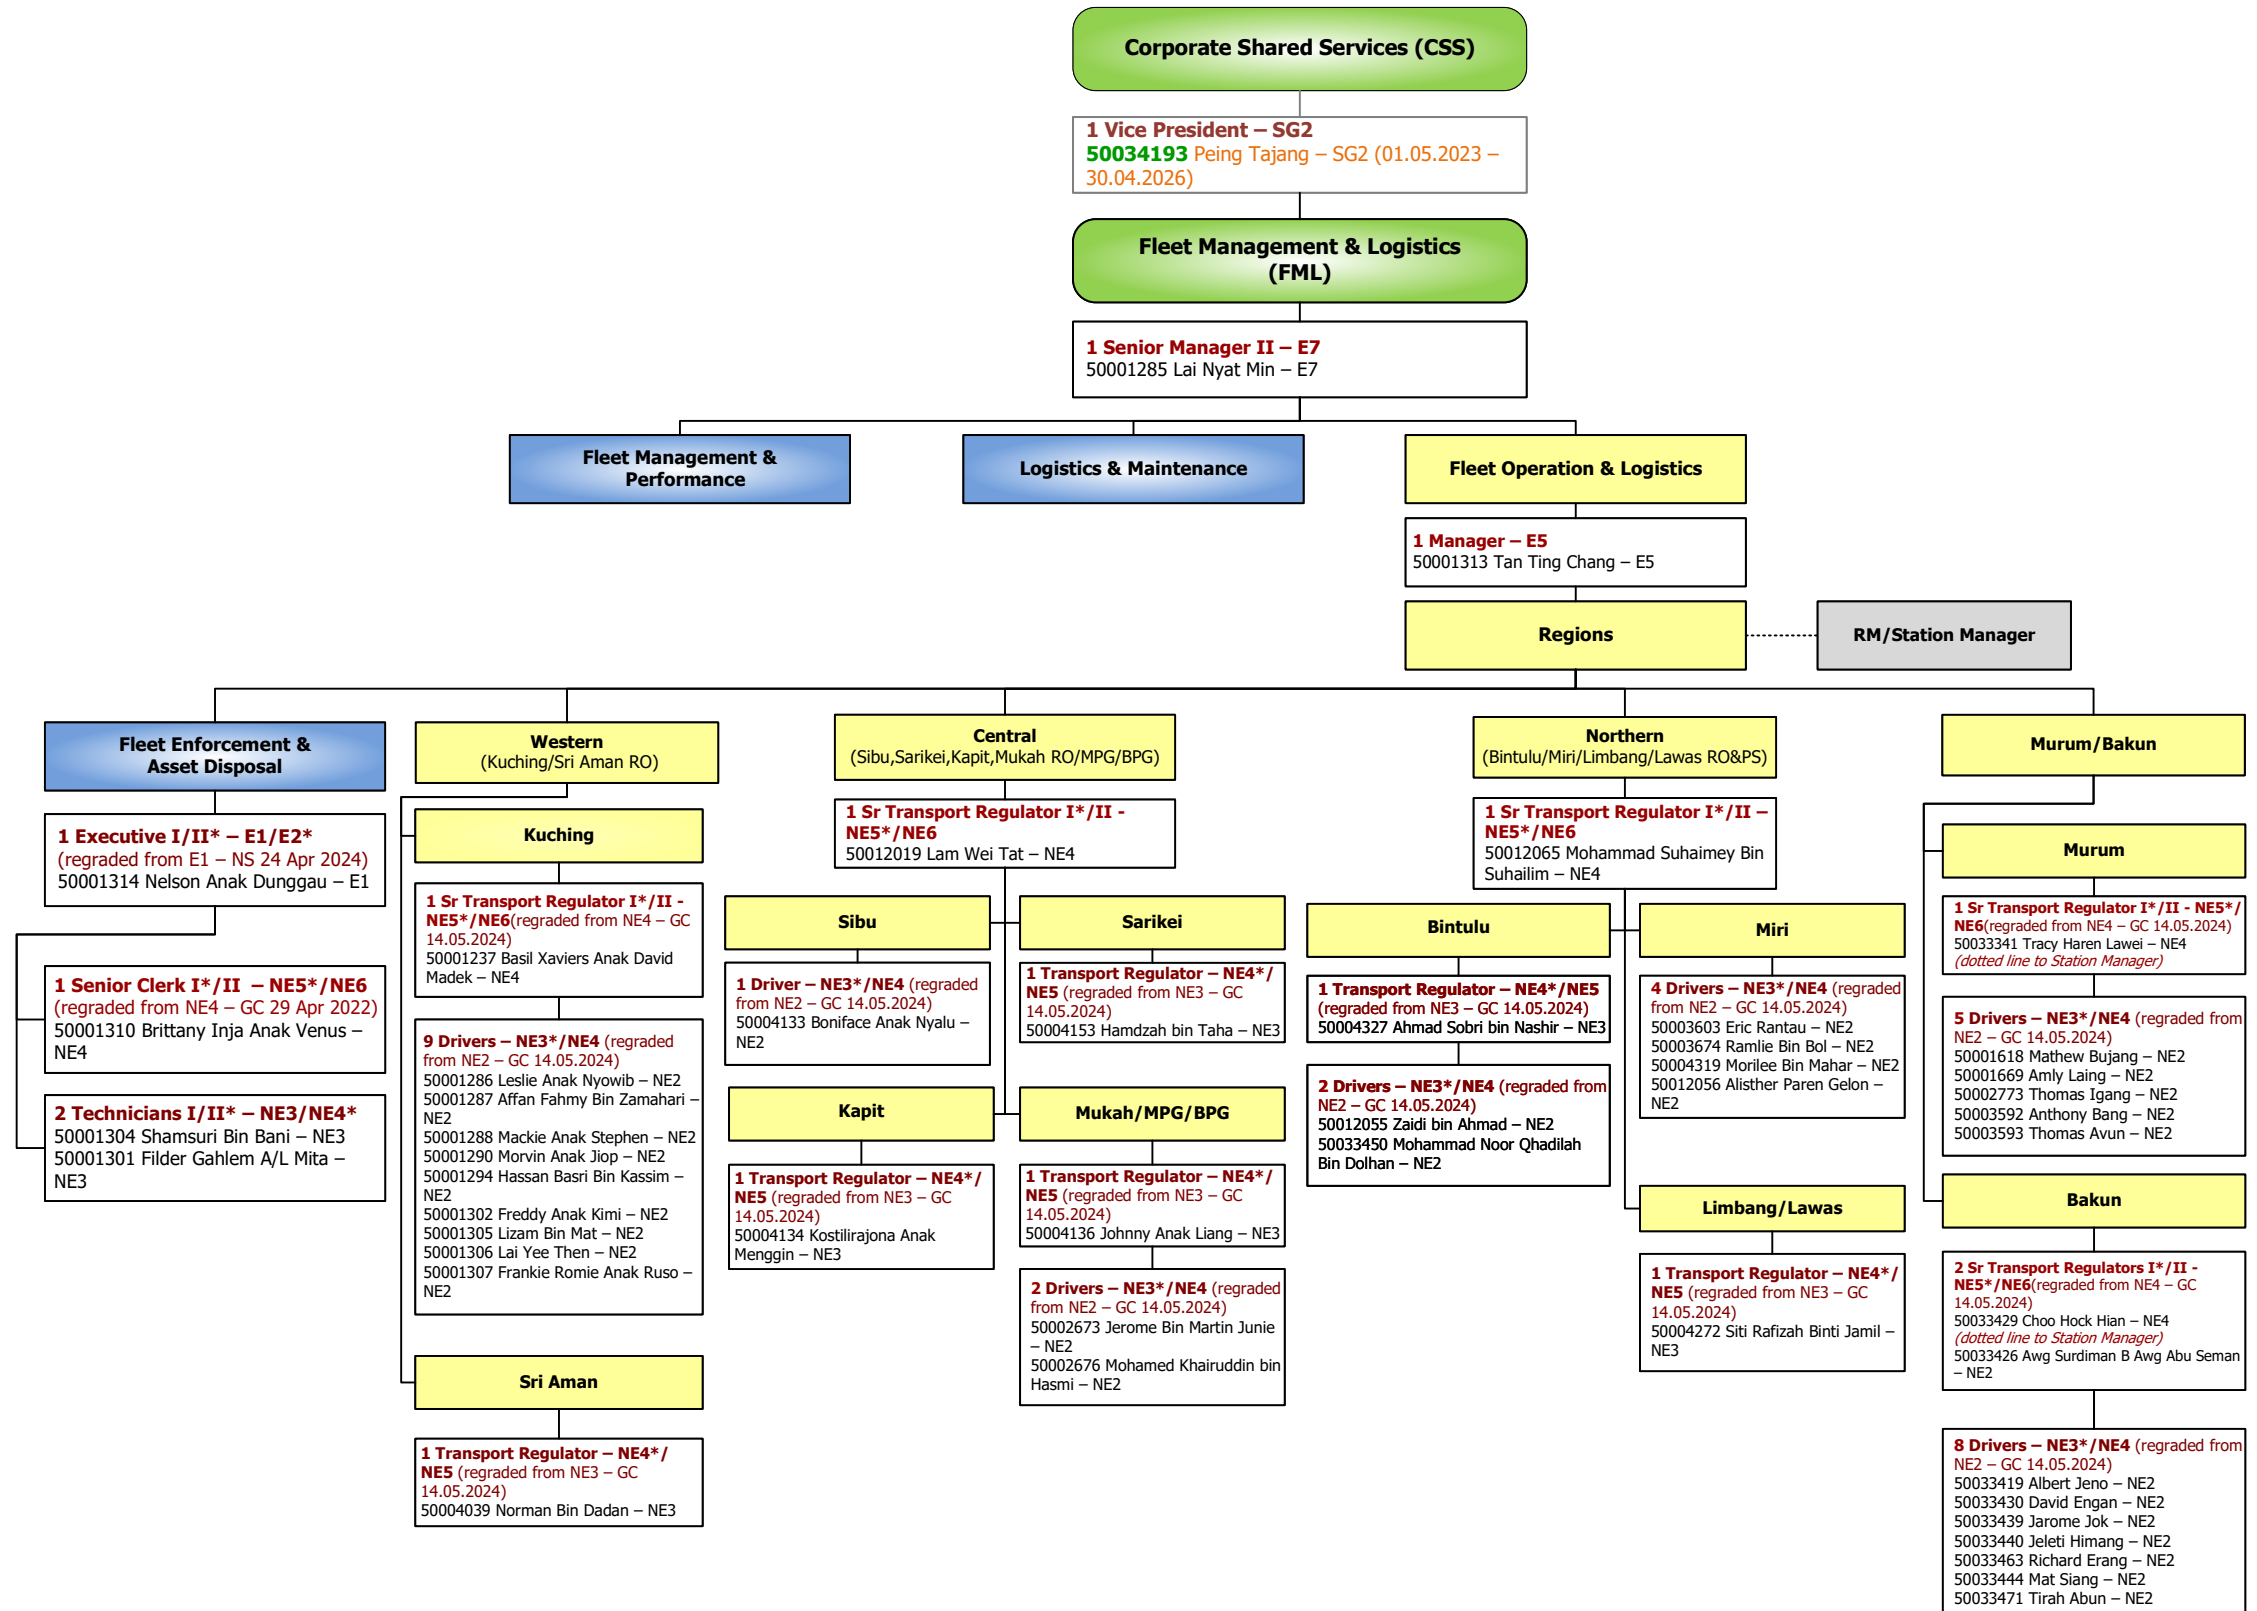 Corporate Shared Services (CSS)
1 Vice President – SG2
50034193 Peing Tajang – SG2 (01.05.2023 –
30.04.2026)
Fleet Management & Logistics
(FML)
1 Senior Manager II – E7
50001285 Lai Nyat Min – E7
Fleet Management &
Performance
Logistics & Maintenance
Fleet Operation & Logistics
1 Manager – E5
50001313 Tan Ting Chang – E5
Regions
RM/Station Manager
Fleet Enforcement &
Asset Disposal
1 Executive I/II* – E1/E2*
(regraded from E1 – NS 24 Apr 2024)
50001314 Nelson Anak Dunggau – E1
1 Senior Clerk I*/II – NE5*/NE6
(regraded from NE4 – GC 29 Apr 2022)
50001310 Brittany Inja Anak Venus –
NE4
2 Technicians I/II* – NE3/NE4*
50001304 Shamsuri Bin Bani – NE3
50001301 Filder Gahlem A/L Mita –
NE3
Western
(Kuching/Sri Aman RO)
Kuching
1 Sr Transport Regulator I*/II -
NE5*/NE6(regraded from NE4 – GC
14.05.2024)
50001237 Basil Xaviers Anak David
Madek – NE4
9 Drivers – NE3*/NE4 (regraded
from NE2 – GC 14.05.2024)
50001286 Leslie Anak Nyowib – NE2
50001287 Affan Fahmy Bin Zamahari –
NE2
50001288 Mackie Anak Stephen – NE2
50001290 Morvin Anak Jiop – NE2
50001294 Hassan Basri Bin Kassim –
NE2
50001302 Freddy Anak Kimi – NE2
50001305 Lizam Bin Mat – NE2
50001306 Lai Yee Then – NE2
50001307 Frankie Romie Anak Ruso –
NE2
Sri Aman
1 Transport Regulator – NE4*/
NE5 (regraded from NE3 – GC
14.05.2024)
50004039 Norman Bin Dadan – NE3
Central
(Sibu,Sarikei,Kapit,Mukah RO/MPG/BPG)
1 Sr Transport Regulator I*/II -
NE5*/NE6
50012019 Lam Wei Tat – NE4
Sibu
1 Driver – NE3*/NE4 (regraded
from NE2 – GC 14.05.2024)
50004133 Boniface Anak Nyalu –
NE2
Sarikei
1 Transport Regulator – NE4*/
NE5 (regraded from NE3 – GC
14.05.2024)
50004153 Hamdzah bin Taha – NE3
Kapit
1 Transport Regulator – NE4*/
NE5 (regraded from NE3 – GC
14.05.2024)
50004134 Kostilirajona Anak
Menggin – NE3
Mukah/MPG/BPG
1 Transport Regulator – NE4*/
NE5 (regraded from NE3 – GC
14.05.2024)
50004136 Johnny Anak Liang – NE3
2 Drivers – NE3*/NE4 (regraded
from NE2 – GC 14.05.2024)
50002673 Jerome Bin Martin Junie
– NE2
50002676 Mohamed Khairuddin bin
Hasmi – NE2
Northern
(Bintulu/Miri/Limbang/Lawas RO&PS)
1 Sr Transport Regulator I*/II –
NE5*/NE6
50012065 Mohammad Suhaimey Bin
Suhailim – NE4
Bintulu
1 Transport Regulator – NE4*/NE5
(regraded from NE3 – GC 14.05.2024)
50004327 Ahmad Sobri bin Nashir – NE3
2 Drivers – NE3*/NE4 (regraded from
NE2 – GC 14.05.2024)
50012055 Zaidi bin Ahmad – NE2
50033450 Mohammad Noor Qhadilah
Bin Dolhan – NE2
Miri
4 Drivers – NE3*/NE4 (regraded
from NE2 – GC 14.05.2024)
50003603 Eric Rantau – NE2
50003674 Ramlie Bin Bol – NE2
50004319 Morilee Bin Mahar – NE2
50012056 Alisther Paren Gelon –
NE2
Limbang/Lawas
1 Transport Regulator – NE4*/
NE5 (regraded from NE3 – GC
14.05.2024)
50004272 Siti Rafizah Binti Jamil –
NE3
Murum/Bakun
Murum
1 Sr Transport Regulator I*/II - NE5*/
NE6(regraded from NE4 – GC 14.05.2024)
50033341 Tracy Haren Lawei – NE4
(dotted line to Station Manager)
5 Drivers – NE3*/NE4 (regraded from
NE2 – GC 14.05.2024)
50001618 Mathew Bujang – NE2
50001669 Amly Laing – NE2
50002773 Thomas Igang – NE2
50003592 Anthony Bang – NE2
50003593 Thomas Avun – NE2
Bakun
2 Sr Transport Regulators I*/II -
NE5*/NE6(regraded from NE4 – GC
14.05.2024)
50033429 Choo Hock Hian – NE4
(dotted line to Station Manager)
50033426 Awg Surdiman B Awg Abu Seman
– NE2
8 Drivers – NE3*/NE4 (regraded from
NE2 – GC 14.05.2024)
50033419 Albert Jeno – NE2
50033430 David Engan – NE2
50033439 Jarome Jok – NE2
50033440 Jeleti Himang – NE2
50033463 Richard Erang – NE2
50033444 Mat Siang – NE2
50033471 Tirah Abun – NE2